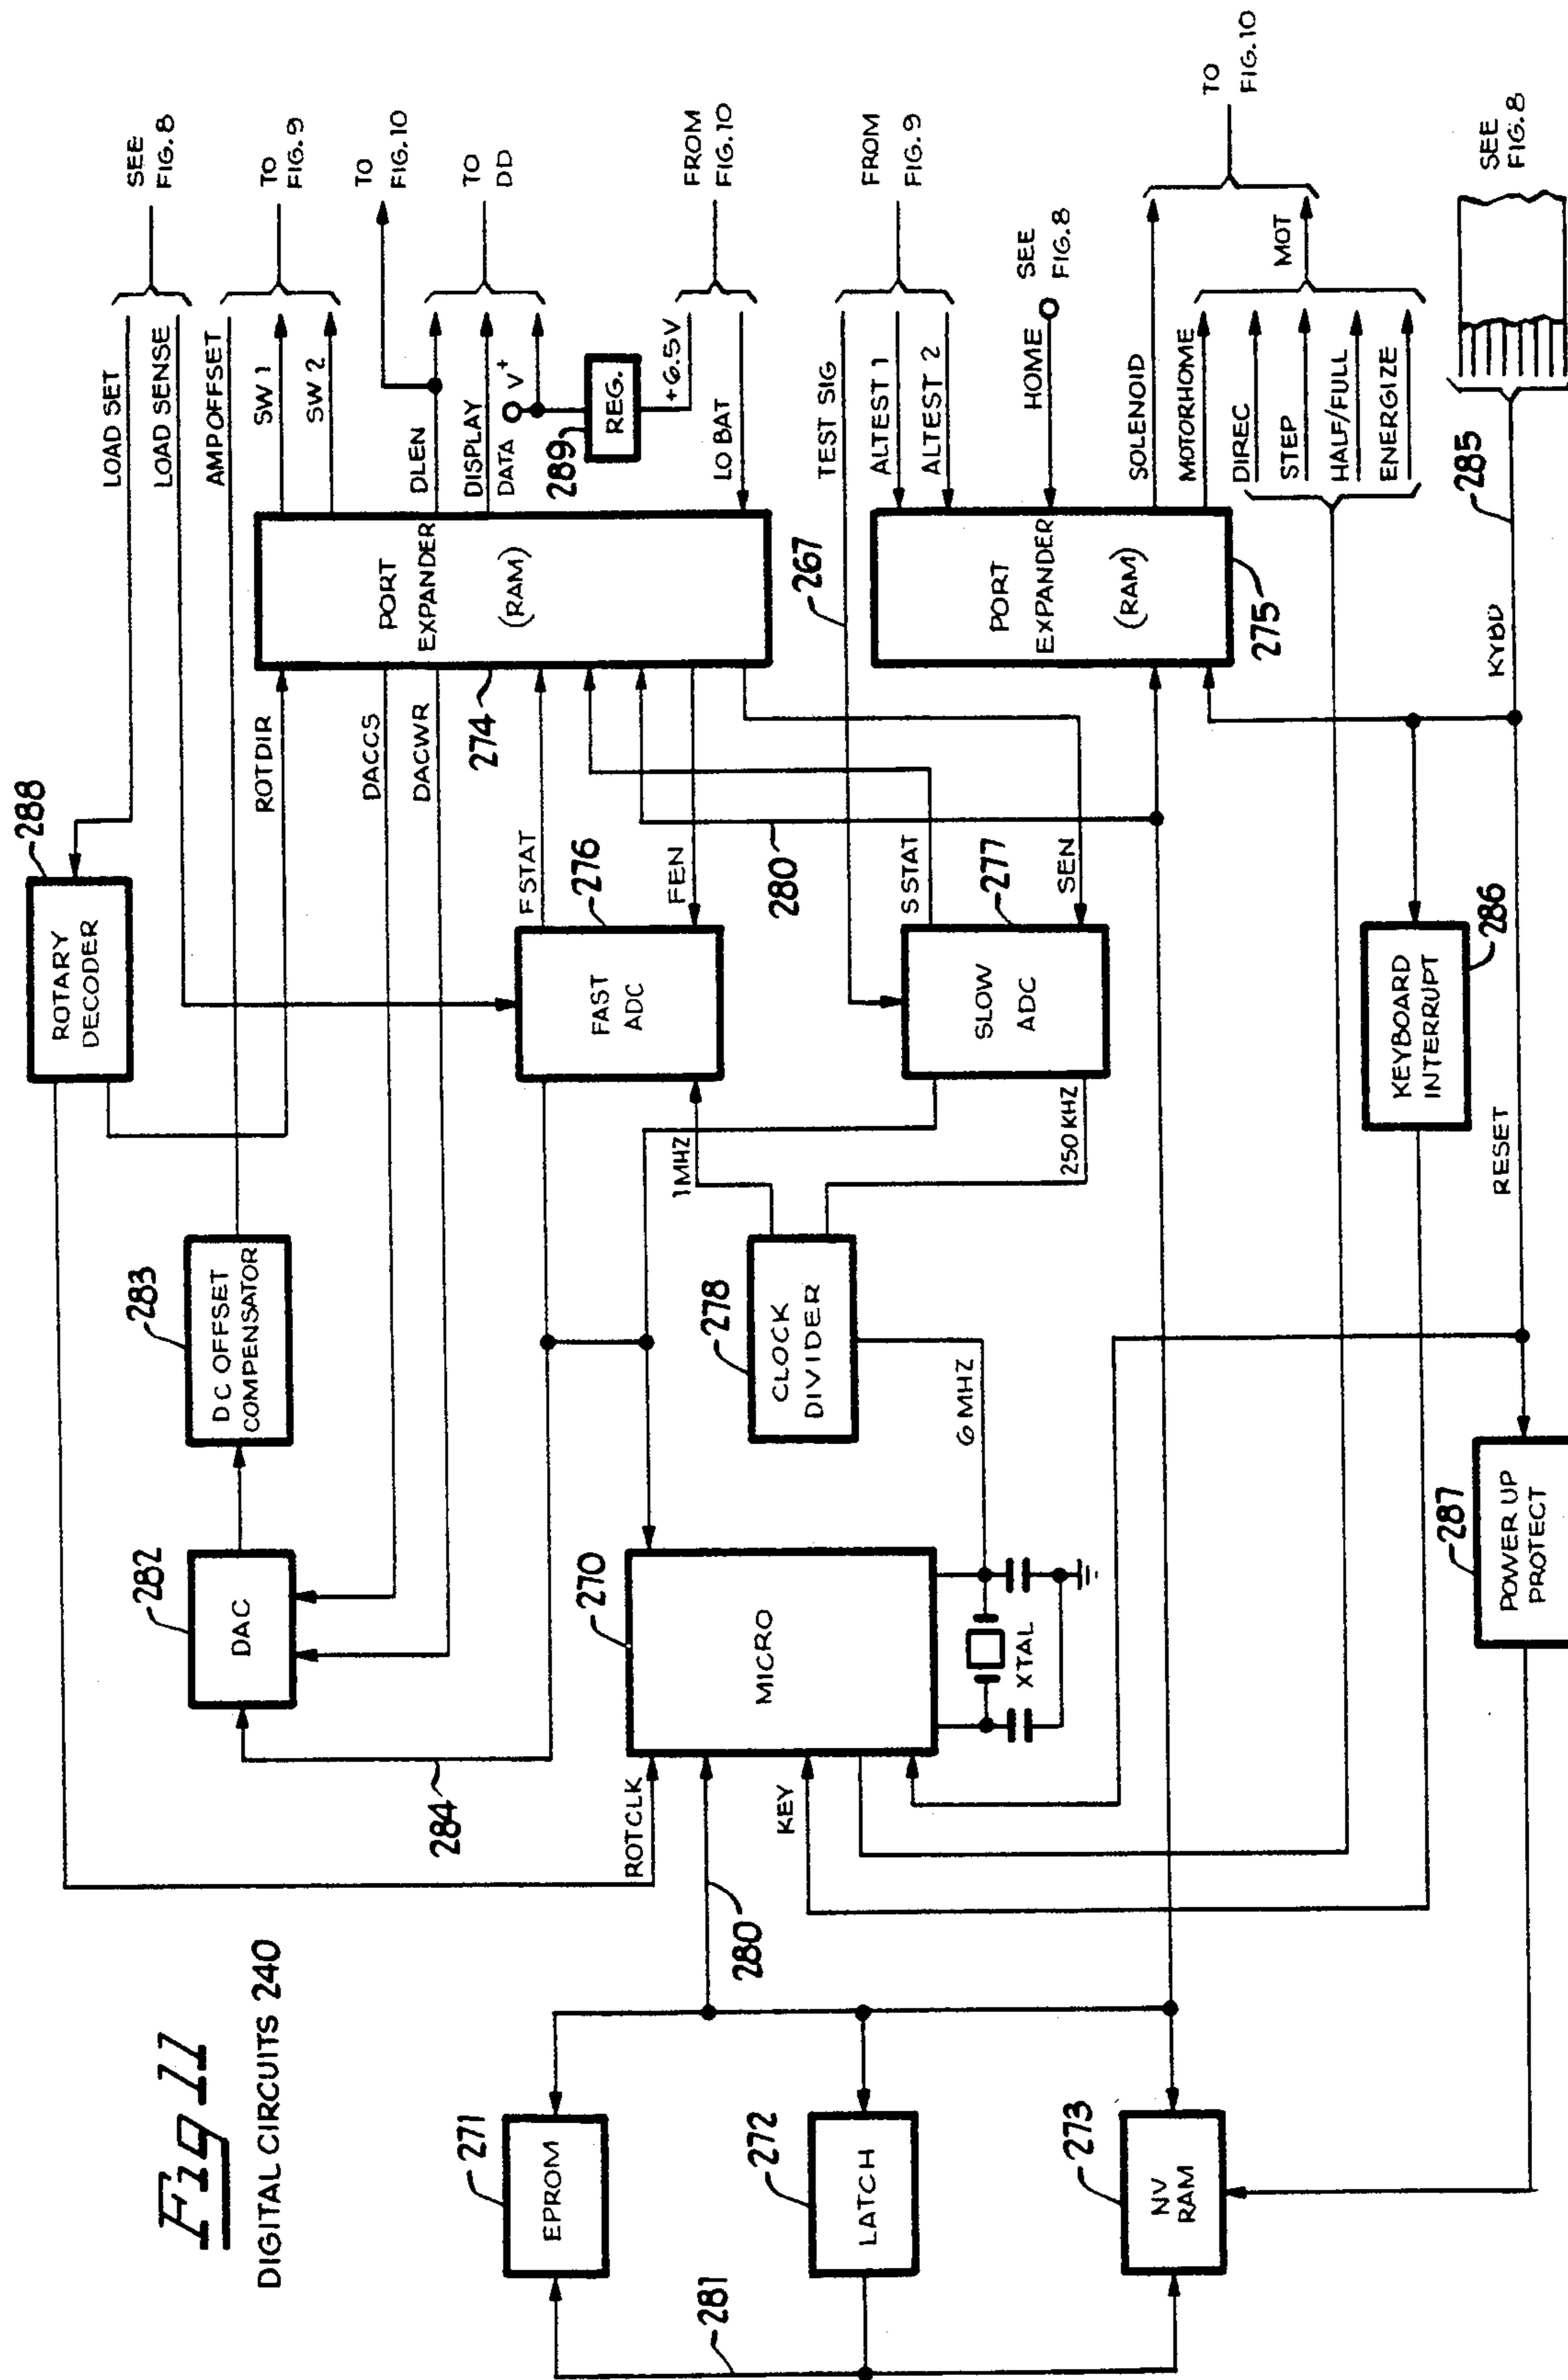 Fig 11
DIGITAL CIRCUITS 240
288
ROTARY
DECODER
LOAD SET
LOAD SENSE
SEE
FIG. 8
AMPOFFSET
SW 1
SW 2
TO
FIG. 9
TO
FIG. 10
DLEN
DISPLAY
DATA
V+
TO
DD
289
REG.
+6.5V
LO BAT
FROM
FIG. 10
PORT
EXPANDER
(RAM)
274
ROTDIR
DACCS
DACWR
283
DC OFFSET
COMPENSATOR
282
DAC
284
FSTAT
276
FAST
ADC
FEN
280
1MHZ
SSTAT
277
SLOW
ADC
SEN
250KHZ
267
TEST SIG
ALTEST 1
ALTEST 2
FROM
FIG. 9
HOME
SEE
FIG. 8
PORT
EXPANDER
(RAM)
275
SOLENOID
MOTORHOME
DIREC
STEP
HALF/FULL
ENERGIZE
MOT
TO
FIG. 10
278
CLOCK
DIVIDER
6 MHZ
270
MICRO
XTAL
ROTCLK
280
KEY
271
EPROM
272
LATCH
273
NV
RAM
281
KEYBOARD
INTERRUPT
286
RESET
KYBD
285
SEE
FIG. 8
287
POWER UP
PROTECT